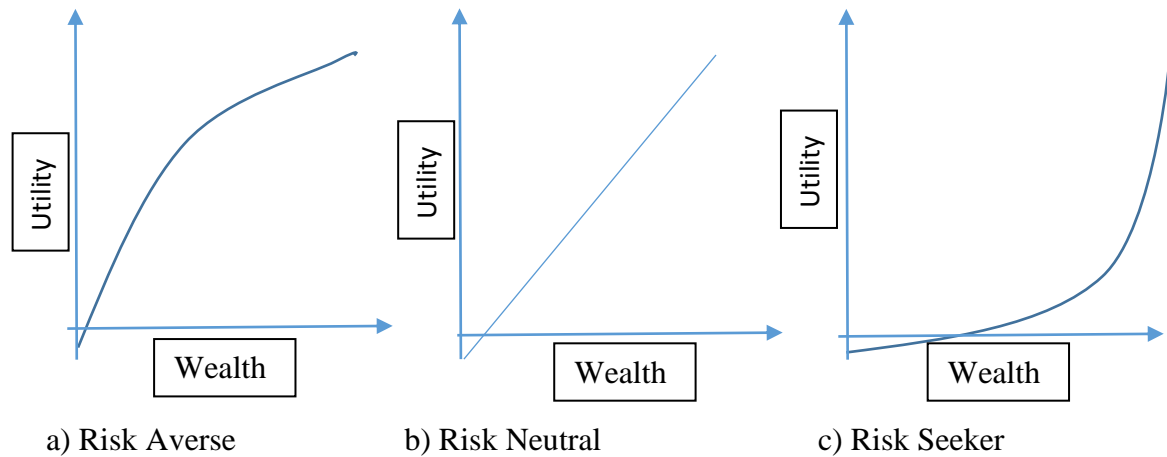 Utility
Wealth
a) Risk Averse
Utility
Wealth
b) Risk Neutral
Utility
Wealth
c) Risk Seeker